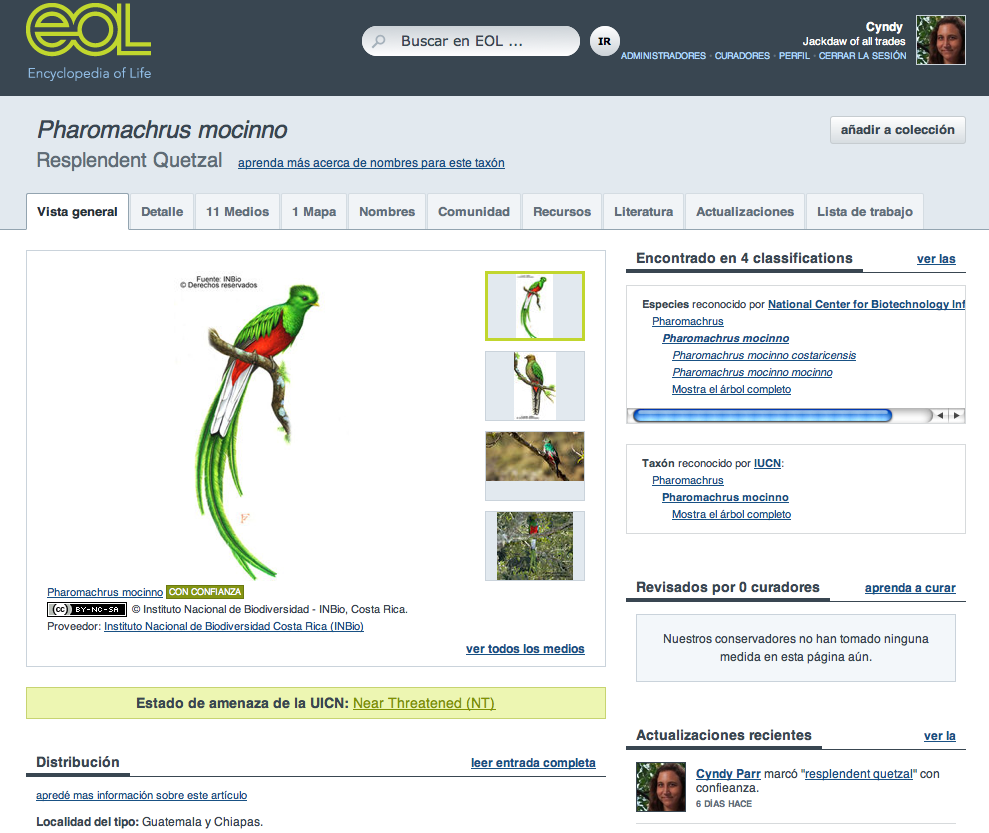 eol
Encyclopedia of Life
Buscar en EOL ...
IR
Cyndy
Jackdaw of all trades
ADMINISTRADORES · CURADORES · PERFIL · CERRAR LA SESIÓN
Pharomachrus mocinno
Resplendent Quetzal aprenda más acerca de nombres para este taxón
añadir a colección
Vista general Detalle 11 Medios 1 Mapa Nombres Comunidad Recursos Literatura Actualizaciones Lista de trabajo
Fuente: INBio
© Derechos reservados
Pharomachrus mocinno CON CONFIANZA
(cc) BY-NC-SA © Instituto Nacional de Biodiversidad - INBio, Costa Rica.
Proveedor: Instituto Nacional de Biodiversidad Costa Rica (INBio)
ver todos los medios
Estado de amenaza de la UICN: Near Threatened (NT)
Distribución leer entrada completa
apredé mas información sobre este artículo
Localidad del tipo: Guatemala y Chiapas.
Encontrado en 4 classifications ver las
Especies reconocido por National Center for Biotechnology Inf
Pharomachrus
Pharomachrus mocinno
Pharomachrus mocinno costaricensis
Pharomachrus mocinno mocinno
Mostra el árbol completo
Taxón reconocido por IUCN:
Pharomachrus
Pharomachrus mocinno
Mostra el árbol completo
Revisados por 0 curadores aprenda a curar
Nuestros conservadores no han tomado ninguna
medida en esta página aún.
Actualizaciones recientes ver la
Cyndy Parr marcó "resplendent quetzal" con
confieanza.
6 DÍAS HACE